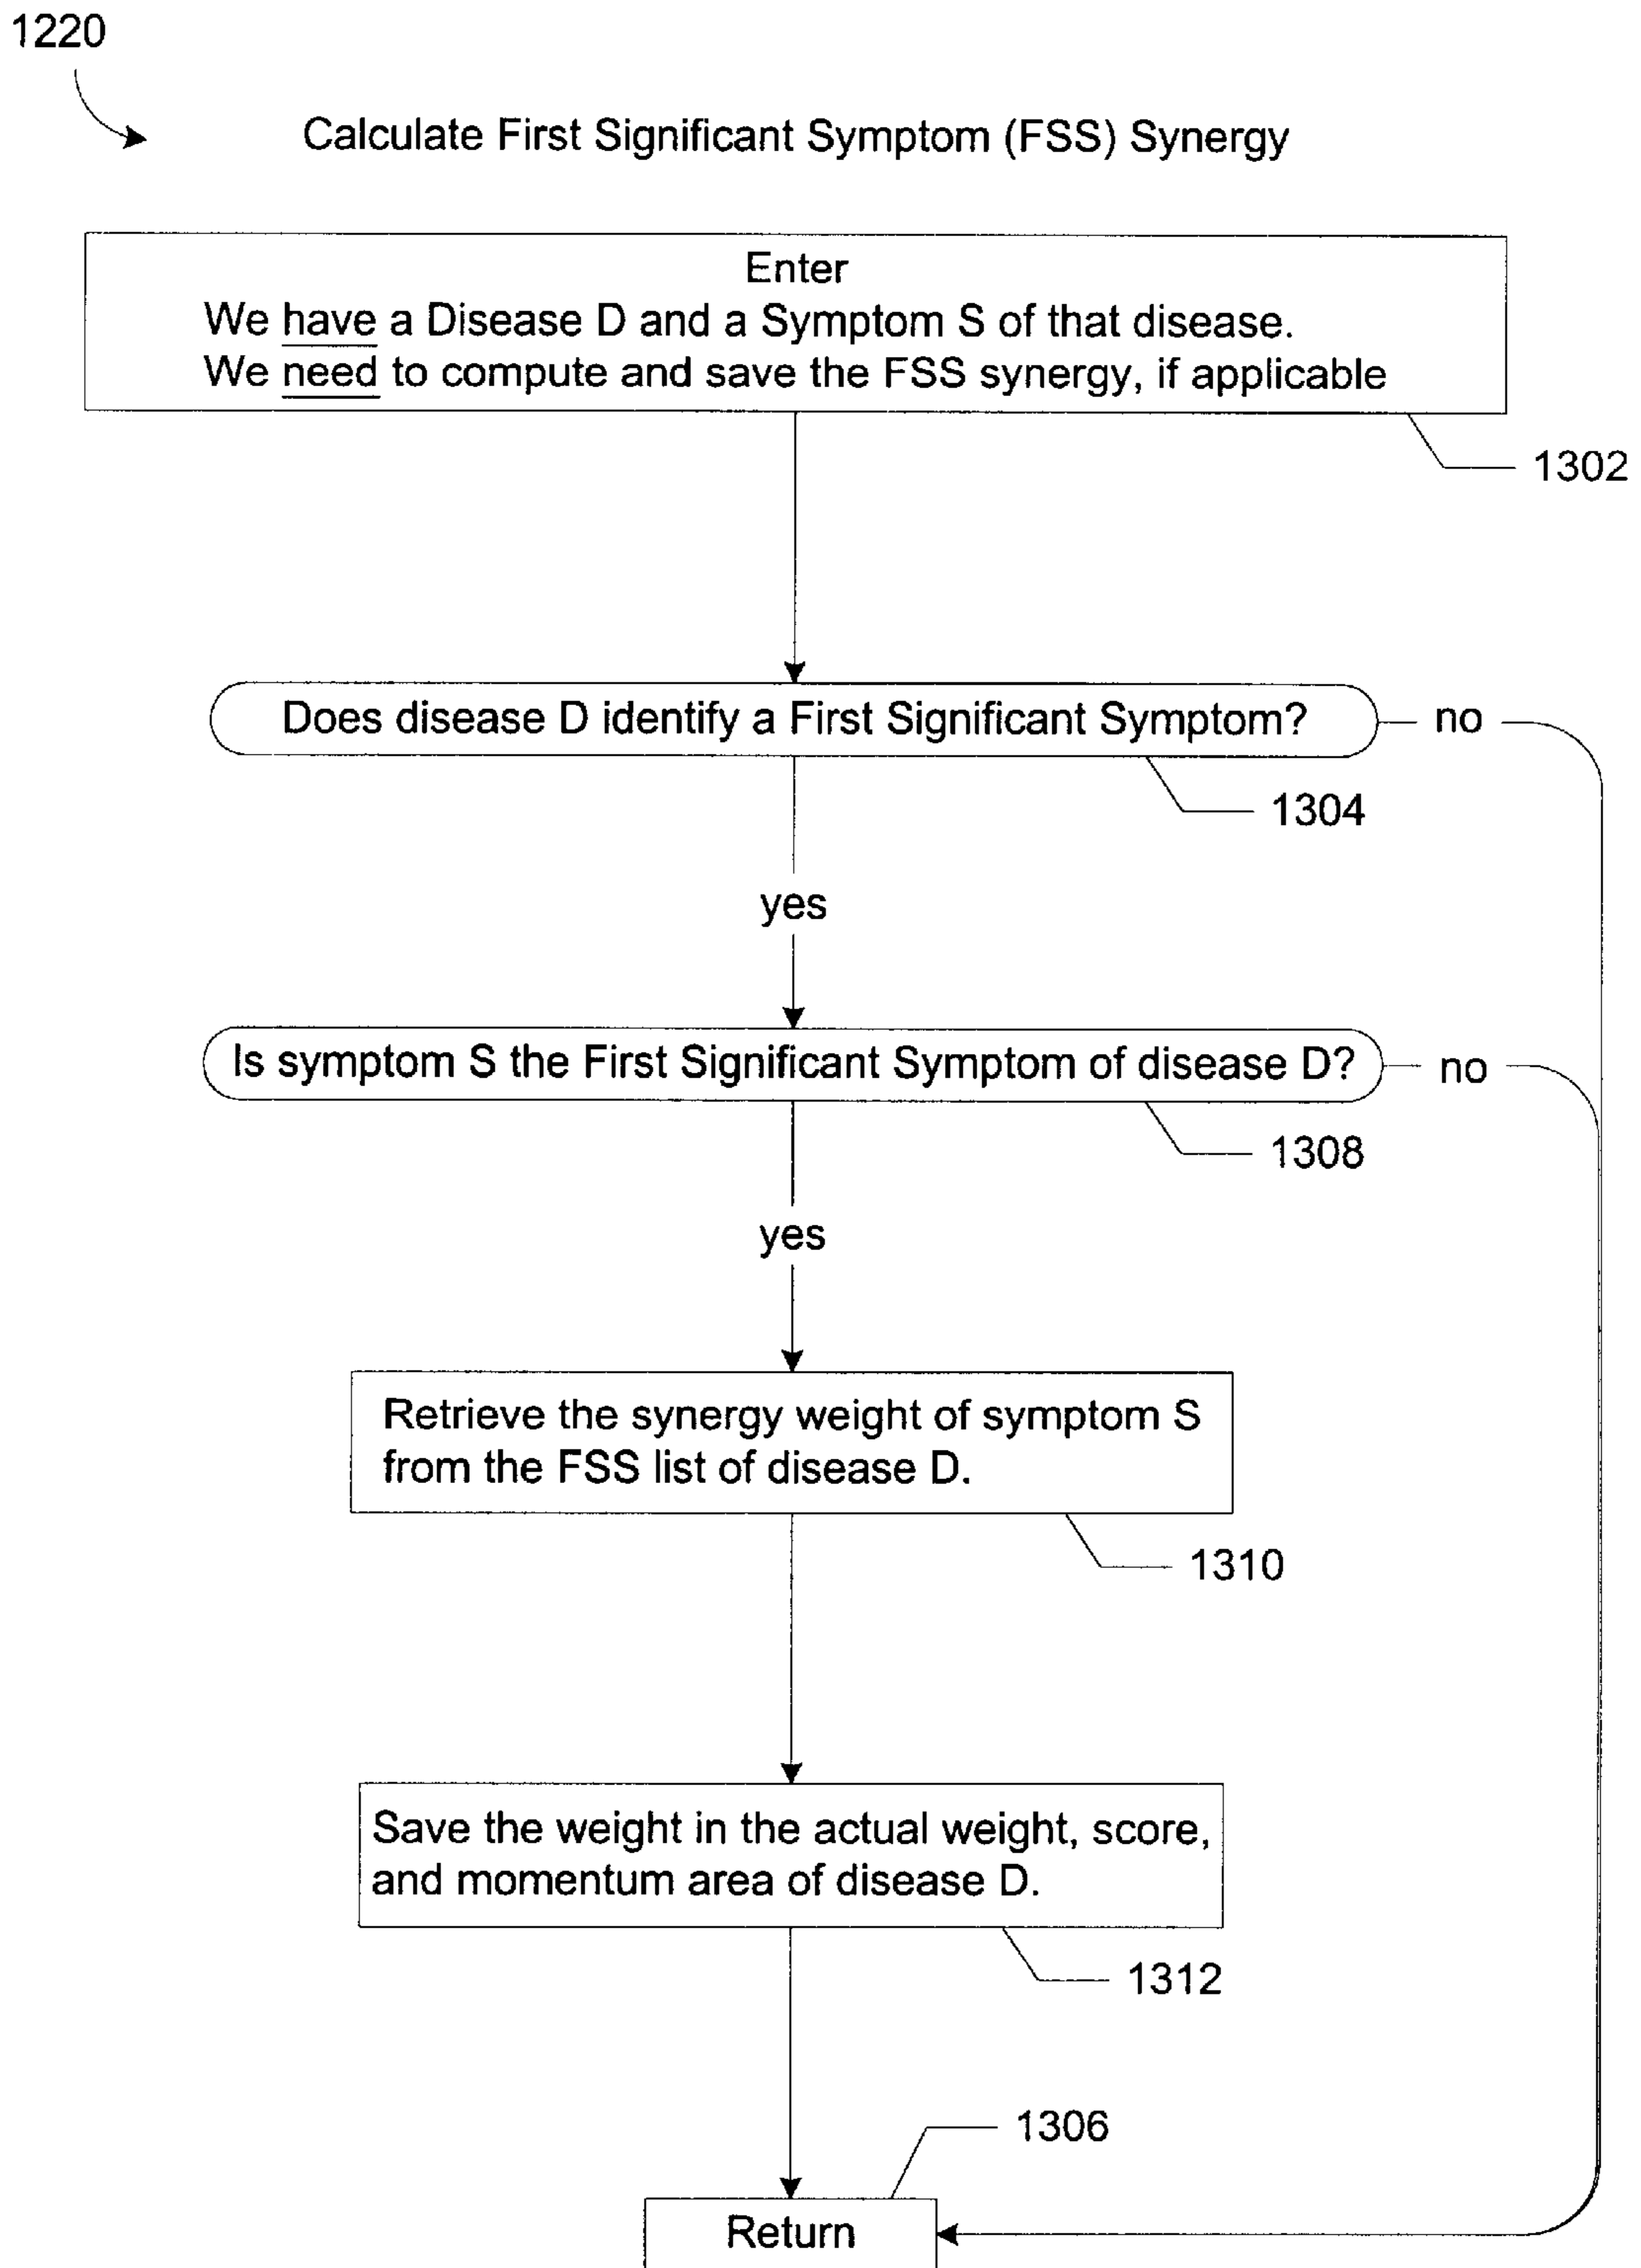 1220
Calculate First Significant Symptom (FSS) Synergy
Enter
We have a Disease D and a Symptom S of that disease.
We need to compute and save the FSS synergy, if applicable
1302
Does disease D identify a First Significant Symptom?
no
1304
yes
Is symptom S the First Significant Symptom of disease D?
no
1308
yes
Retrieve the synergy weight of symptom S
from the FSS list of disease D.
1310
Save the weight in the actual weight, score,
and momentum area of disease D.
1312
1306
Return